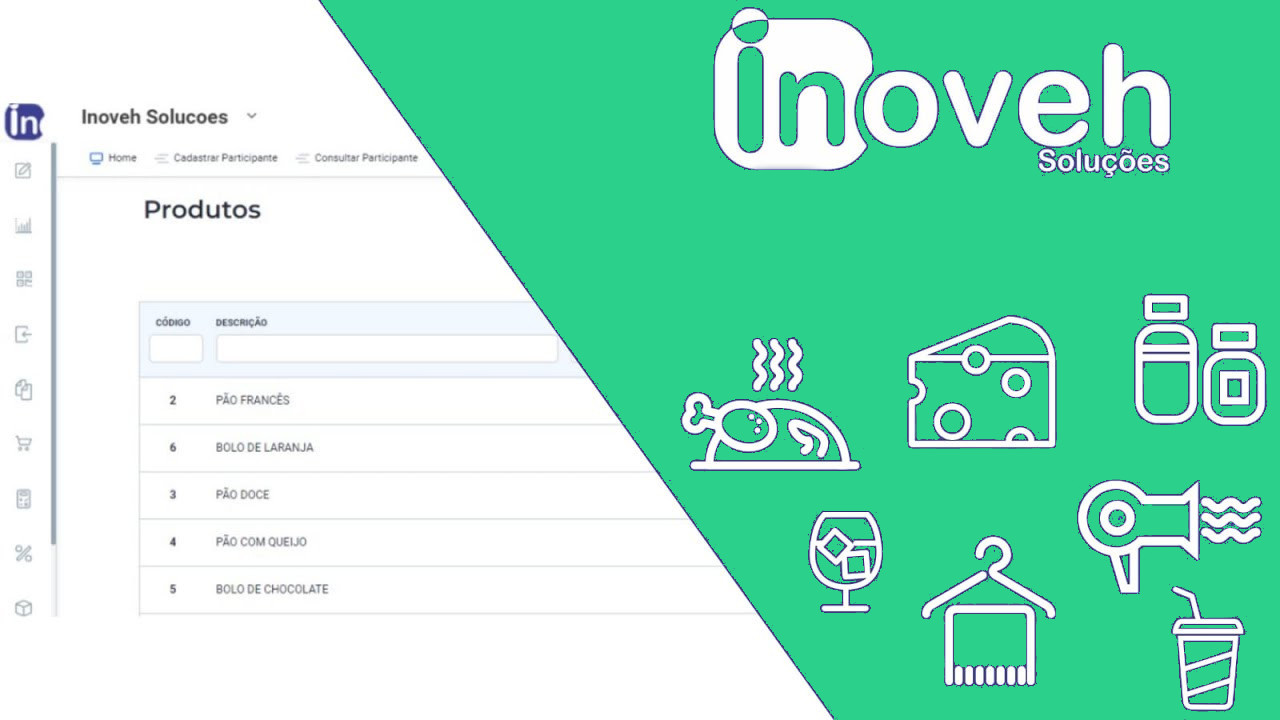 inoveh
Soluções
in
Inoveh Solucoes
Home Cadastrar Participante Consultar Participante
Produtos
CÓDIGO DESCRIÇÃO
2 PÃO FRANCÊS
6 BOLO DE LARANJA
3 PÃO DOCE
4 PÃO COM QUEIJO
5 BOLO DE CHOCOLATE